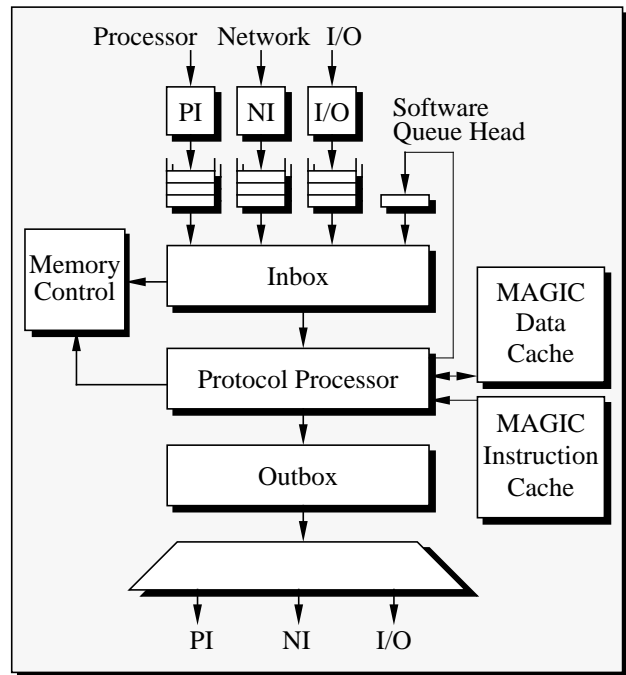 Processor Network I/O
PI NI I/O
Software
Queue Head
Memory
Control
Inbox
MAGIC
Data
Cache
Protocol Processor
MAGIC
Instruction
Cache
Outbox
PI NI I/O